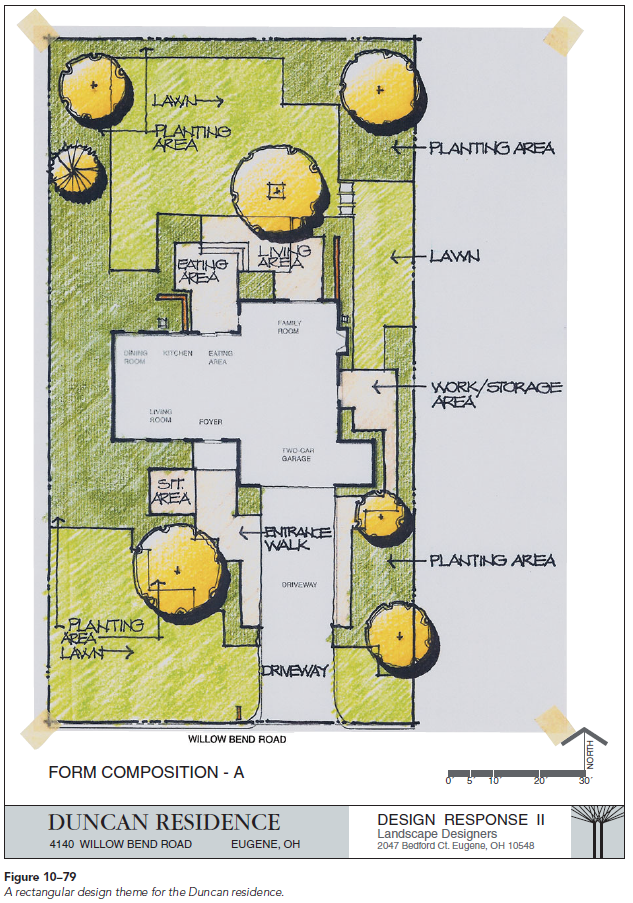 LAWN
PLANTING
AREA
PLANTING AREA
LIVING
AREA
EATING
AREA
LAWN
FAMILY
ROOM
DINING
ROOM
KITCHEN
EATING
AREA
WORK/STORAGE
AREA
LIVING
ROOM
FOYER
TWO-CAR
GARAGE
SIT.
AREA
ENTRANCE
WALK
PLANTING AREA
DRIVEWAY
PLANTING
AREA
LAWN
DRIVEWAY
WILLOW BEND ROAD
NORTH
FORM COMPOSITION - A
0 5' 10' 20' 30'
DUNCAN RESIDENCE
4140 WILLOW BEND ROAD EUGENE, OH
DESIGN RESPONSE II
Landscape Designers
2047 Bedford Ct. Eugene, OH 10548
Figure 10–79
A rectangular design theme for the Duncan residence.